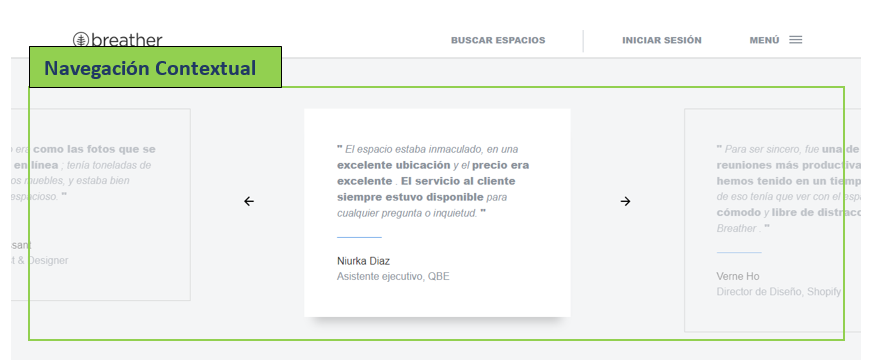 breather
BUSCAR ESPACIOS
INICIAR SESIÓN
MENÚ
Navegación Contextual
era como las fotos que se
en línea ; tenía toneladas de
os muebles, y estaba bien
espacioso. "
sant
t & Designer
" El espacio estaba inmaculado, en una
excelente ubicación y el precio era
excelente . El servicio al cliente
siempre estuvo disponible para
cualquier pregunta o inquietud. "
Niurka Diaz
Asistente ejecutivo, QBE
" Para ser sincero, fue una de
reuniones más productiva
hemos tenido en un tiemp
de eso tenía que ver con el esp
cómodo y libre de distracc
Breather . "
Verne Ho
Director de Diseño, Shopify